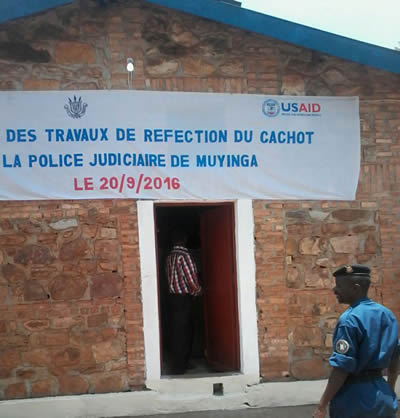 USAID
DES TRAVAUX DE REFECTION DU CACHOT
LA POLICE JUDICIAIRE DE MUYINGA
LE 20/9/2016